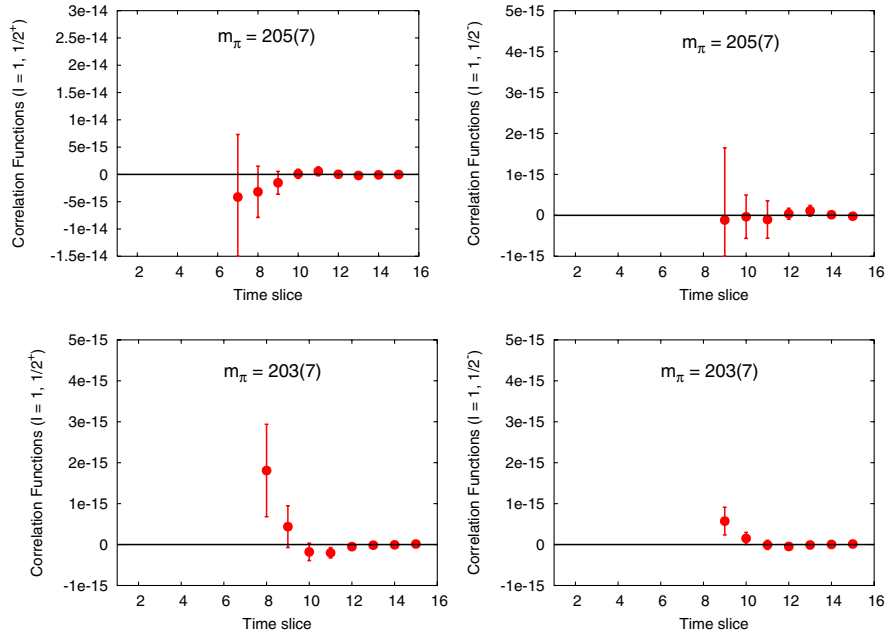 Correlation Functions (I = 1, 1/2⁺)
3e-14
2.5e-14
2e-14
1.5e-14
1e-14
5e-15
0
-5e-15
-1e-14
-1.5e-14
m_π = 205(7)
2 4 6 8 10 12 14 16
Time slice
Correlation Functions (I = 1, 1/2⁻)
5e-15
4e-15
3e-15
2e-15
1e-15
0
-1e-15
m_π = 205(7)
2 4 6 8 10 12 14 16
Time slice
Correlation Functions (I = 1, 1/2⁺)
5e-15
4e-15
3e-15
2e-15
1e-15
0
-1e-15
m_π = 203(7)
2 4 6 8 10 12 14 16
Time slice
Correlation Functions (I = 1, 1/2⁻)
5e-15
4e-15
3e-15
2e-15
1e-15
0
-1e-15
m_π = 203(7)
2 4 6 8 10 12 14 16
Time slice